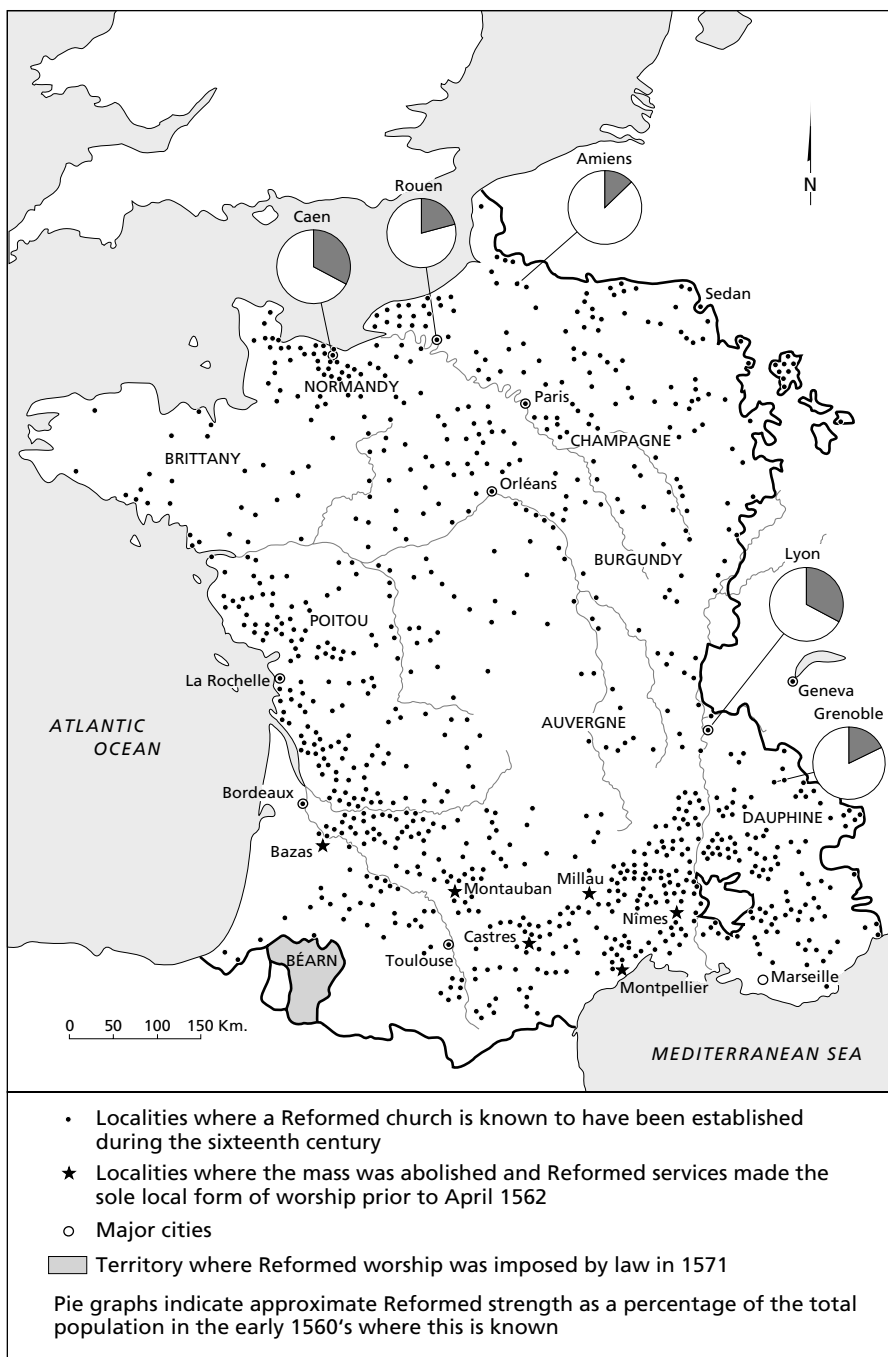 Amiens
N
Rouen
Caen
Sedan
NORMANDY
Paris
CHAMPAGNE
BRITTANY
Orléans
BURGUNDY
Lyon
POITOU
La Rochelle
Geneva
ATLANTIC
OCEAN
AUVERGNE
Grenoble
Bordeaux
DAUPHINE
Bazas
Montauban
Millau
Nîmes
Castres
Toulouse
BÉARN
Marseille
Montpellier
0 50 100 150 Km.
MEDITERRANEAN SEA
Localities where a Reformed church is known to have been established
during the sixteenth century
Localities where the mass was abolished and Reformed services made the
sole local form of worship prior to April 1562
Major cities
Territory where Reformed worship was imposed by law in 1571
Pie graphs indicate approximate Reformed strength as a percentage of the total
population in the early 1560's where this is known